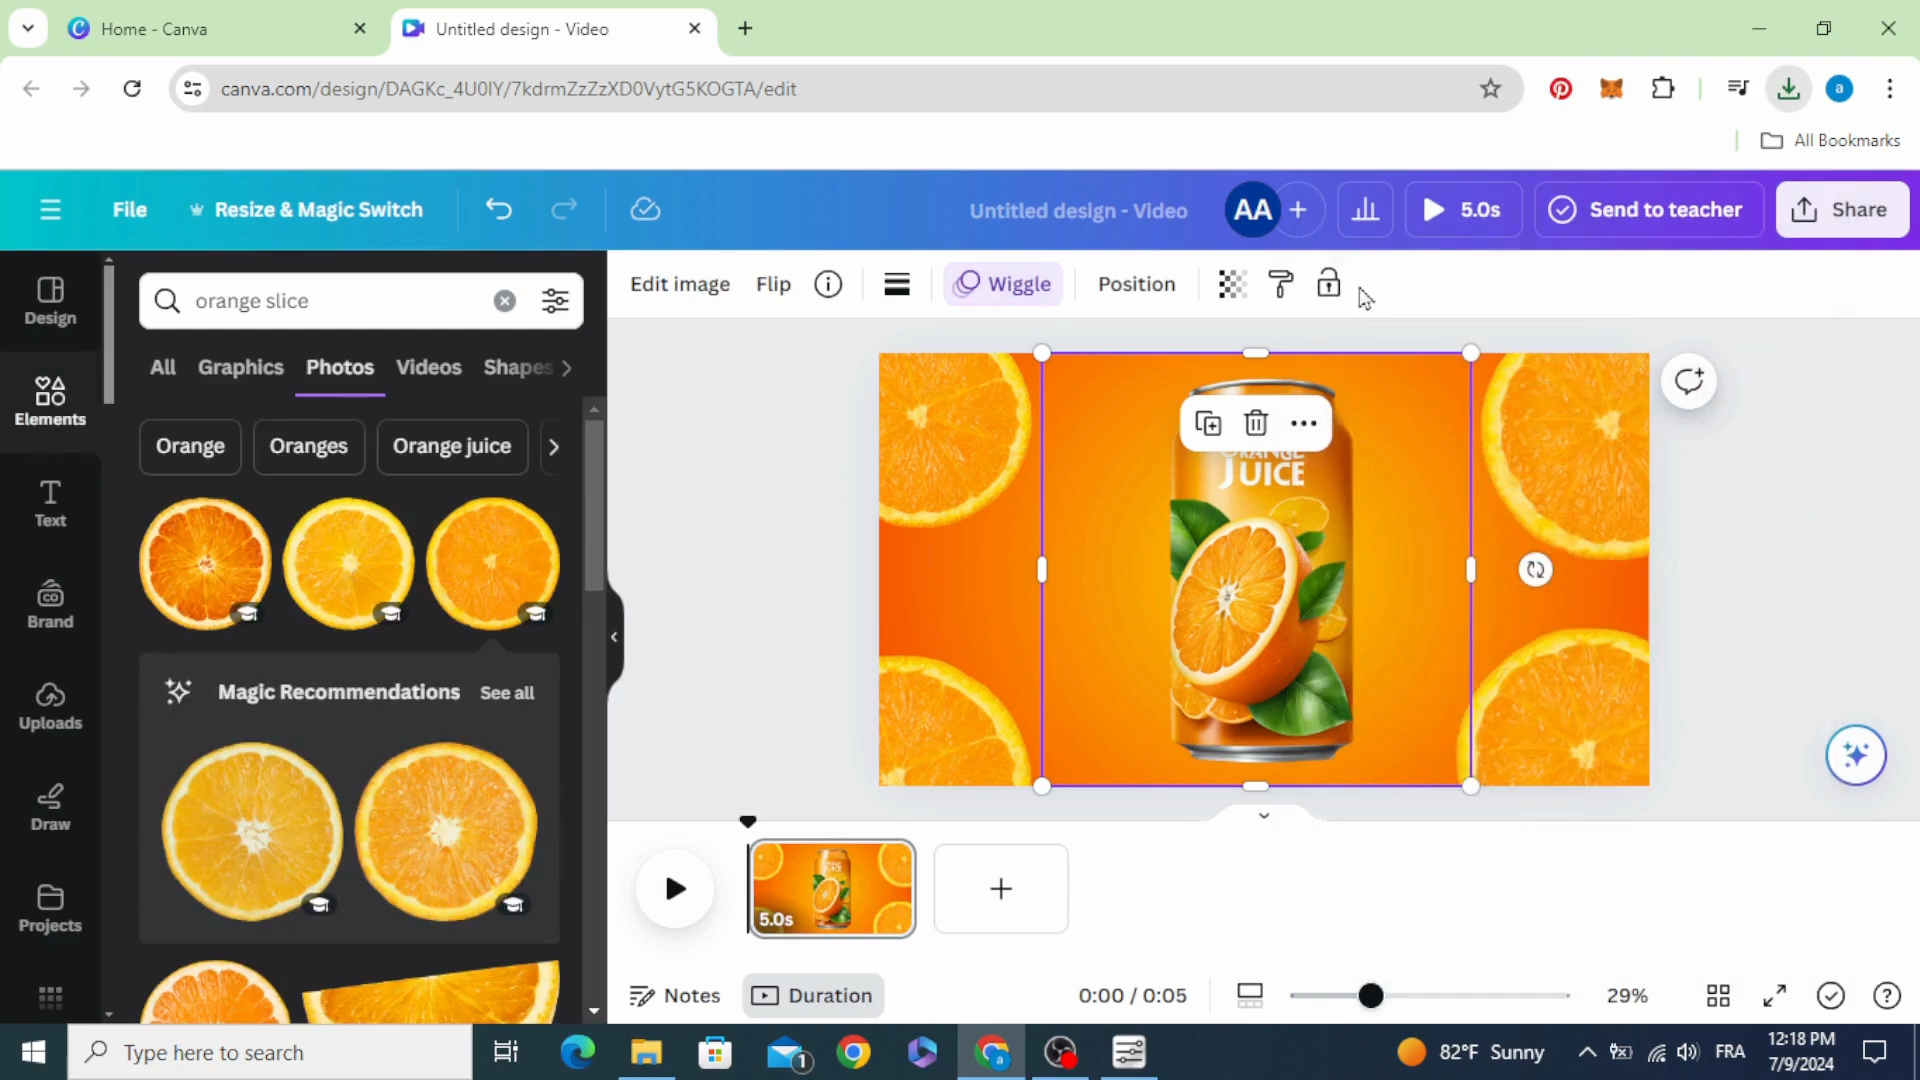 Home - Canva
Untitled design - Video
canva.com/design/DAGKc_4U0lY/7kdrmZzZzXD0VytG5KOGTA/edit
a
All Bookmarks
File
Resize & Magic Switch
Untitled design - Video
AA
5.0s
Send to teacher
Share
Design
Elements
Text
Brand
Uploads
Draw
Projects
orange slice
All
Graphics
Photos
Videos
Shapes
Orange
Oranges
Orange juice
Magic Recommendations
See all
Edit image
Flip
Wiggle
Position
ORANGE
JUICE
5.0s
Notes
Duration
0:00 / 0:05
29%
Type here to search
1
82°F Sunny
FRA
12:18 PM
7/9/2024